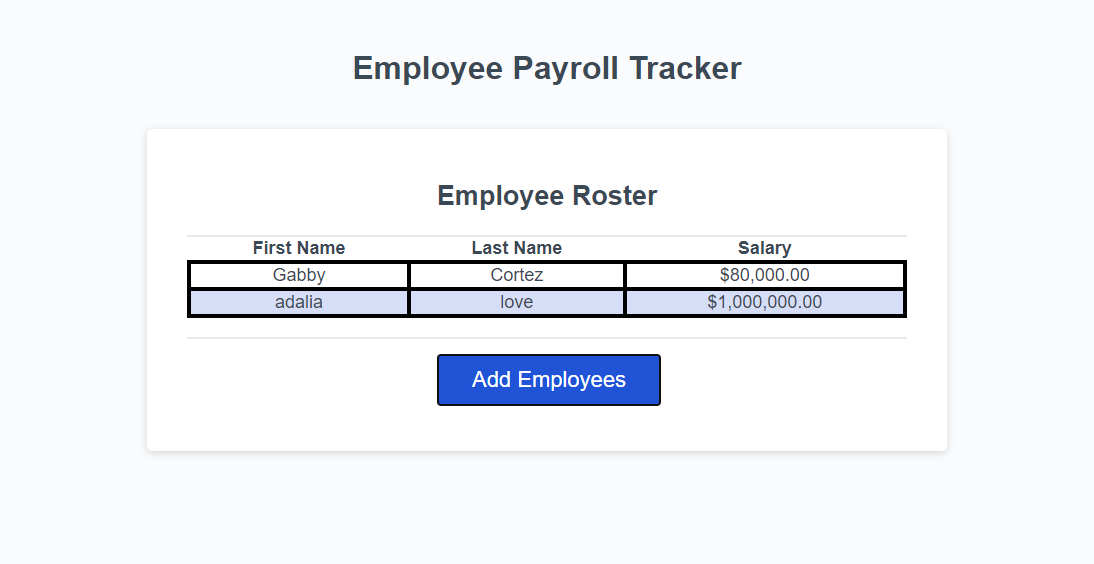 Employee Payroll Tracker
Employee Roster
First Name Last Name Salary
Gabby Cortez $80,000.00
adalia love $1,000,000.00
Add Employees